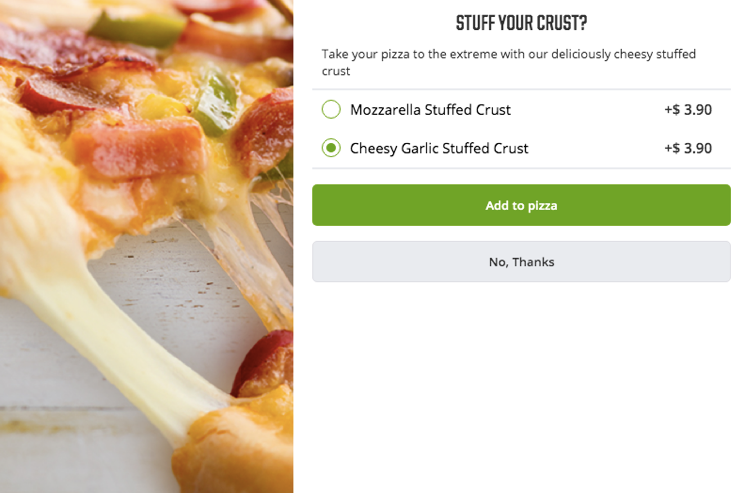 STUFF YOUR CRUST?
Take your pizza to the extreme with our deliciously cheesy stuffed
crust
Mozzarella Stuffed Crust +$ 3.90
Cheesy Garlic Stuffed Crust +$ 3.90
Add to pizza
No, Thanks